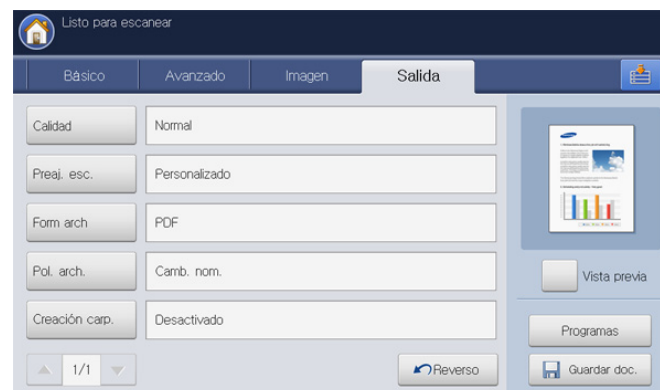 Listo para escanear
Básico
Avanzado
Imagen
Salida
Calidad
Normal
Preaj. esc.
Personalizado
Form arch
PDF
Pol. arch.
Camb. nom.
Creación carp.
Desactivado
1/1
Reverso
Vista previa
Programas
Guardar doc.